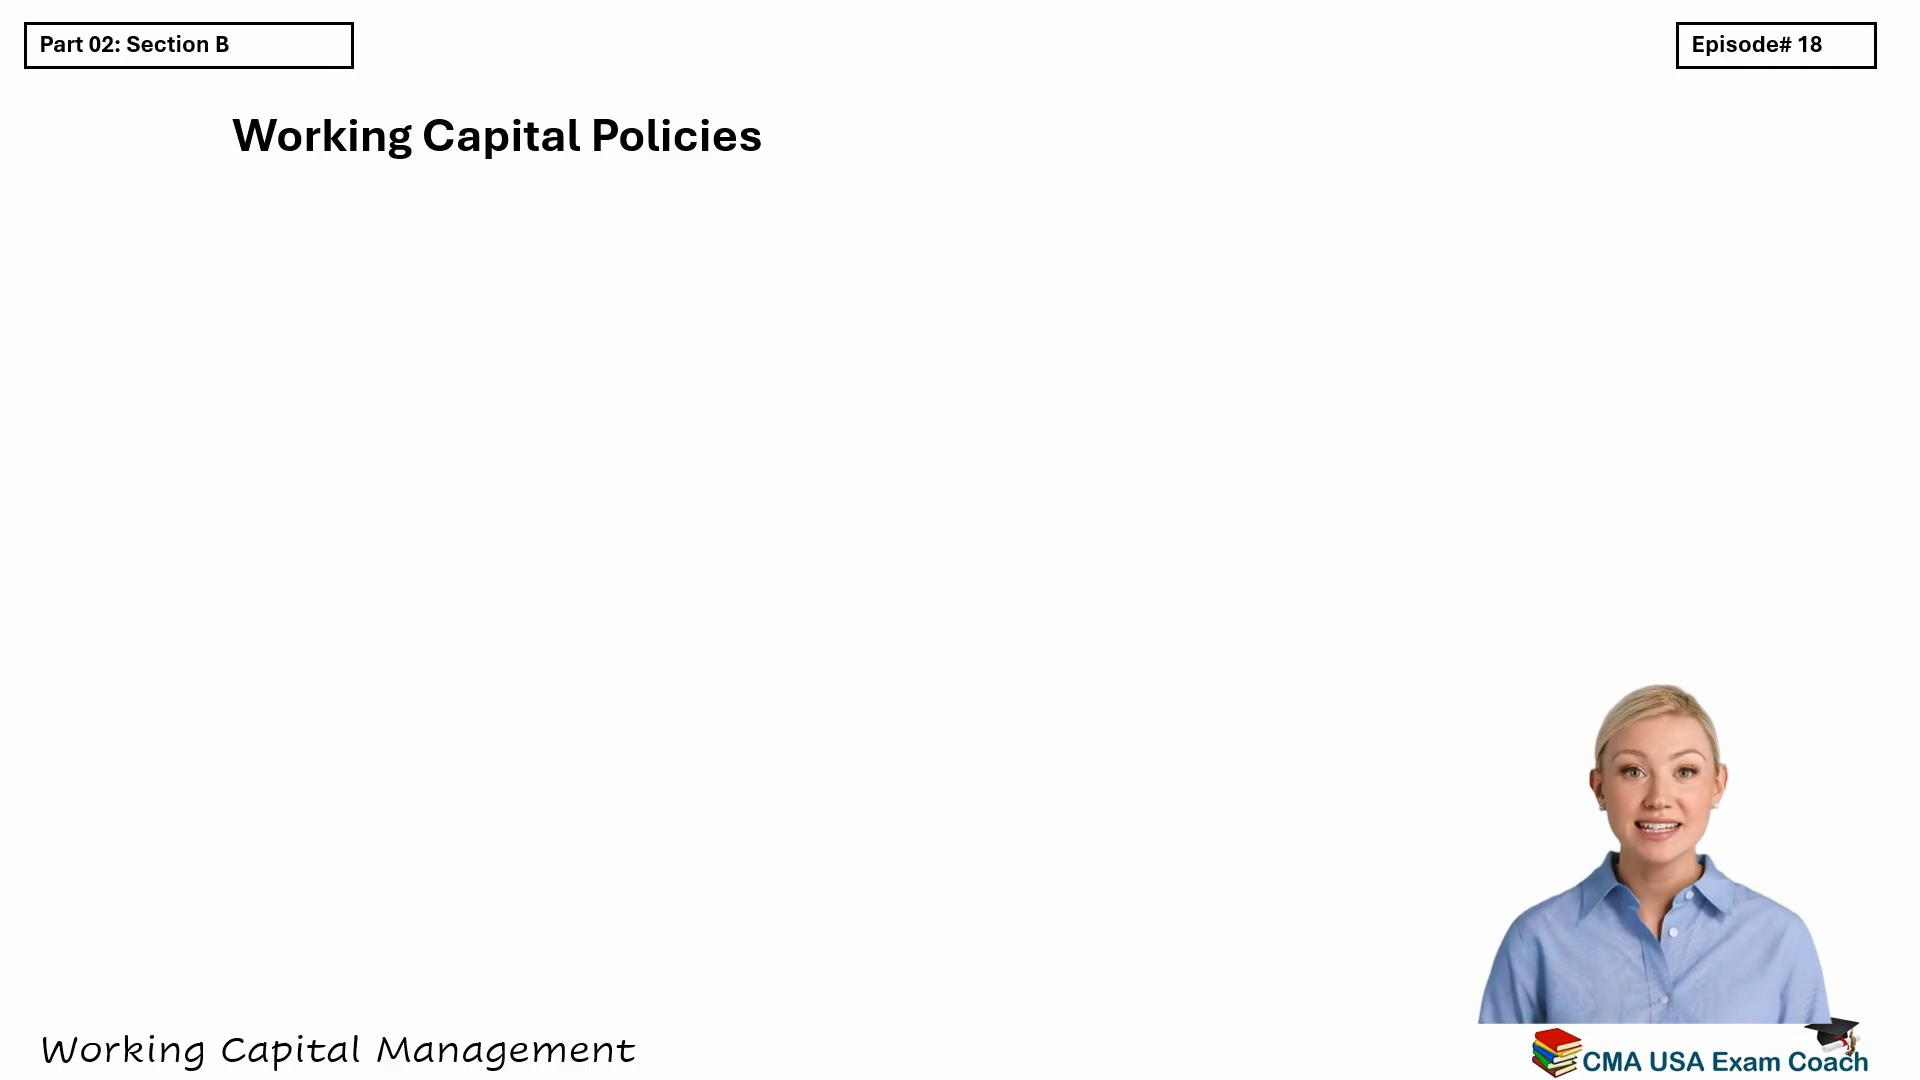 Part 02: Section B
Episode# 18
Working Capital Policies
Working Capital Management
CMA USA Exam Coach